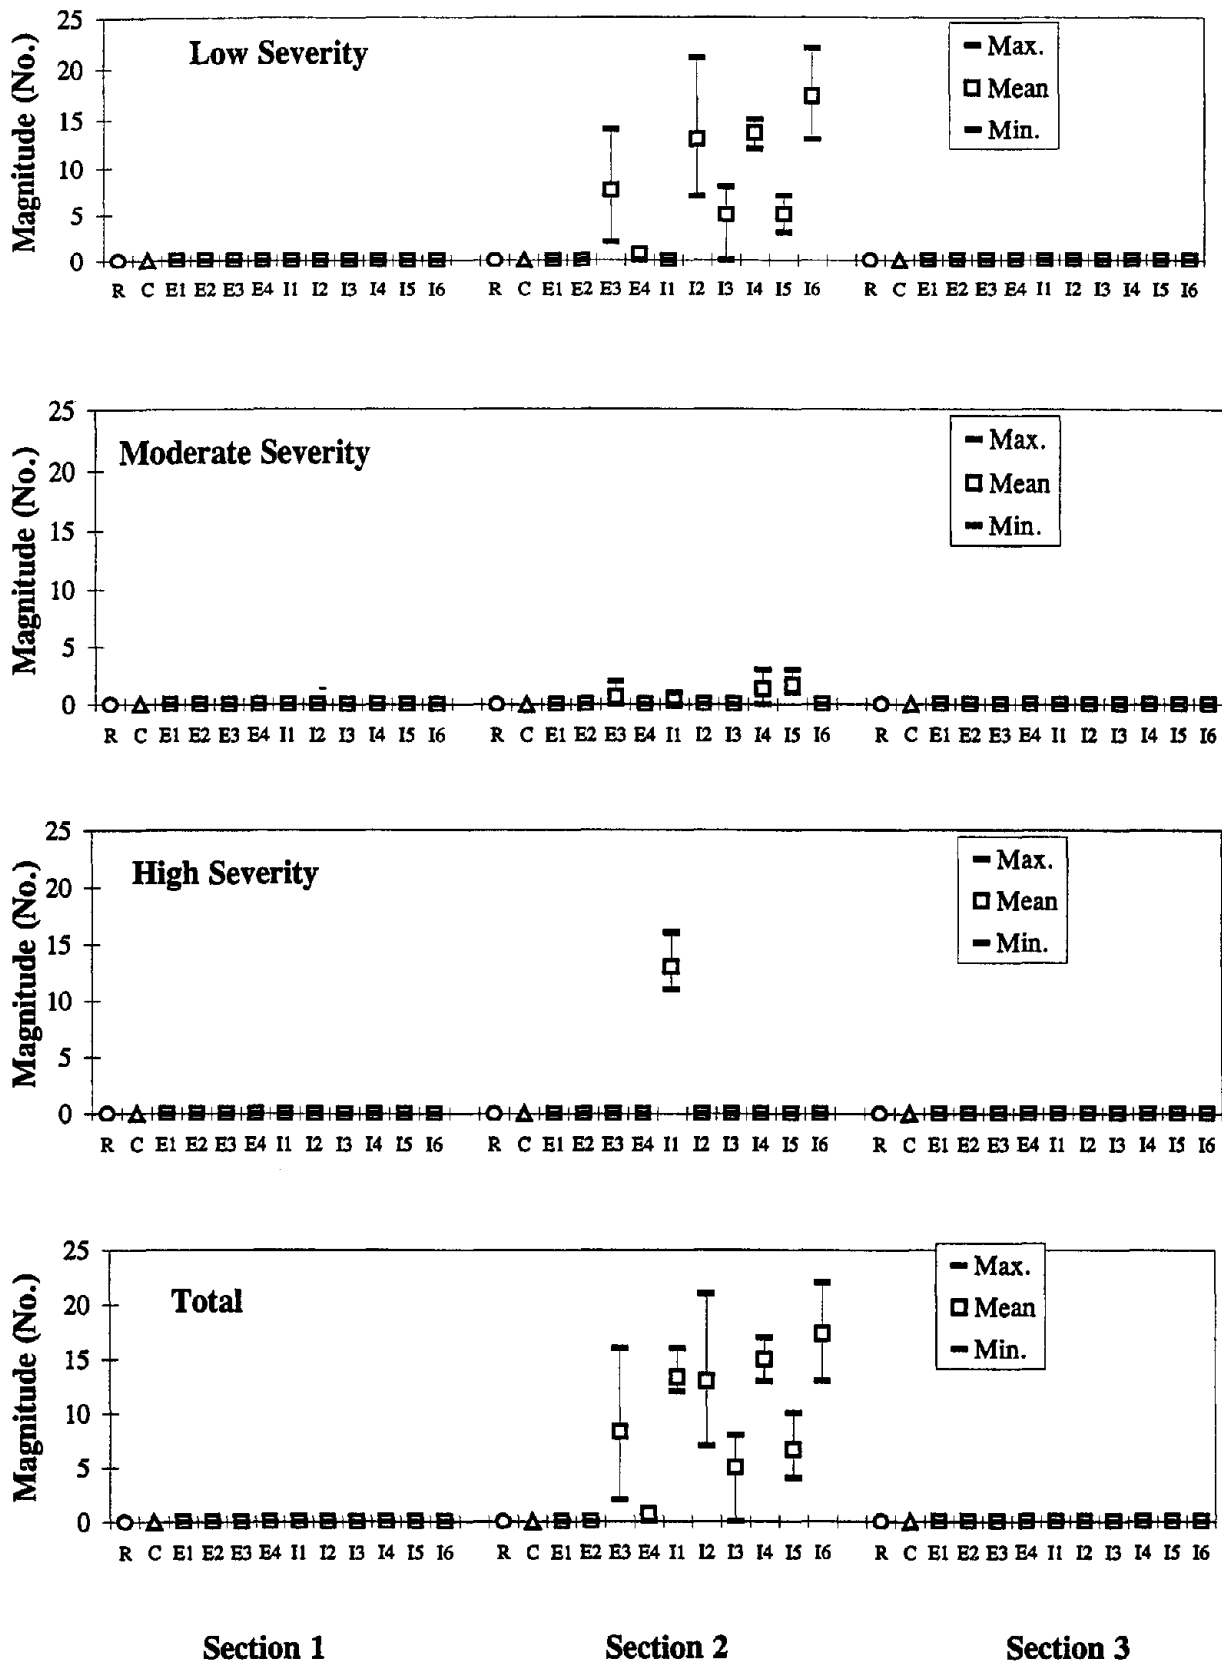 Low Severity
Magnitude (No.)
25
20
15
10
5
0
Max.
Mean
Min.
R C E1 E2 E3 E4 I1 I2 I3 I4 I5 I6 R C E1 E2 E3 E4 I1 I2 I3 I4 I5 I6 R C E1 E2 E3 E4 I1 I2 I3 I4 I5 I6
Moderate Severity
Magnitude (No.)
25
20
15
10
5
0
Max.
Mean
Min.
R C E1 E2 E3 E4 I1 I2 I3 I4 I5 I6 R C E1 E2 E3 E4 I1 I2 I3 I4 I5 I6 R C E1 E2 E3 E4 I1 I2 I3 I4 I5 I6
High Severity
Magnitude (No.)
25
20
15
10
5
0
Max.
Mean
Min.
R C E1 E2 E3 E4 I1 I2 I3 I4 I5 I6 R C E1 E2 E3 E4 I1 I2 I3 I4 I5 I6 R C E1 E2 E3 E4 I1 I2 I3 I4 I5 I6
Total
Magnitude (No.)
25
20
15
10
5
0
Max.
Mean
Min.
R C E1 E2 E3 E4 I1 I2 I3 I4 I5 I6 R C E1 E2 E3 E4 I1 I2 I3 I4 I5 I6 R C E1 E2 E3 E4 I1 I2 I3 I4 I5 I6
Section 1 Section 2 Section 3